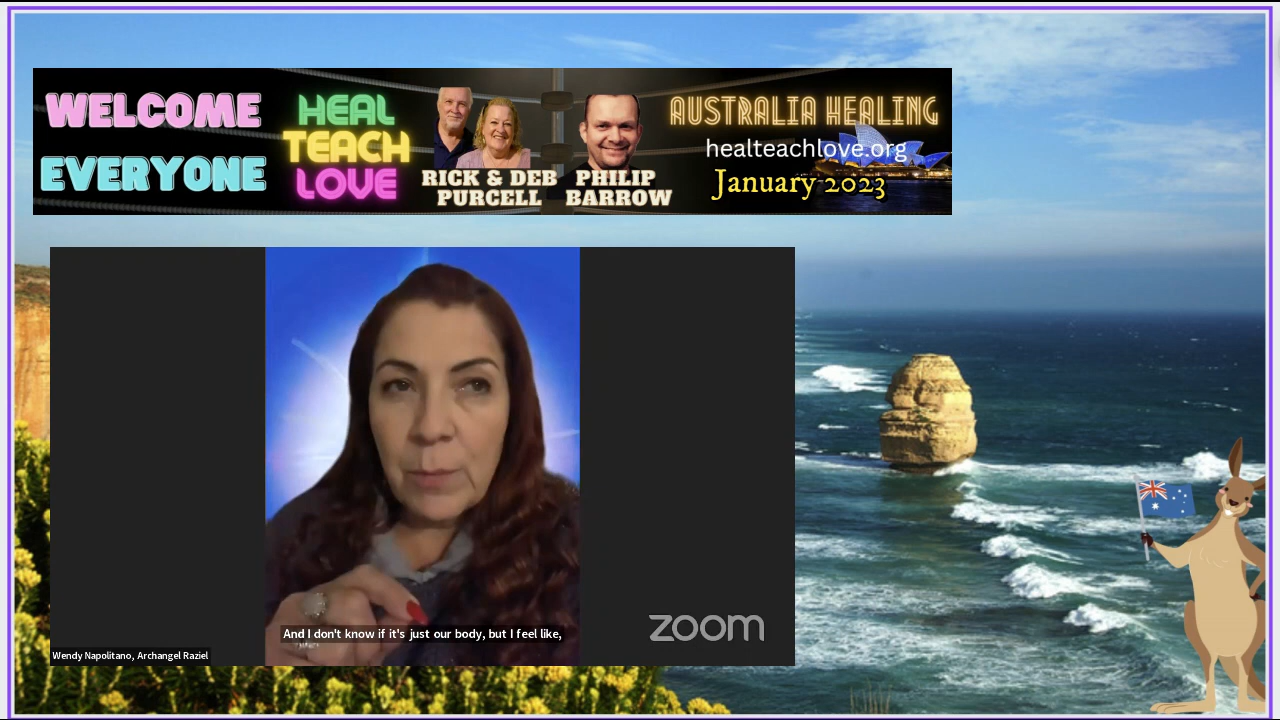 WELCOME
EVERYONE
HEAL
TEACH
LOVE
RICK & DEB
PURCELL
PHILIP
BARROW
AUSTRALIA HEALING
healteachlove.org
January 2023
And I don't know if it's just our body, but I feel like,
zoom
Wendy Napolitano, Archangel Raziel